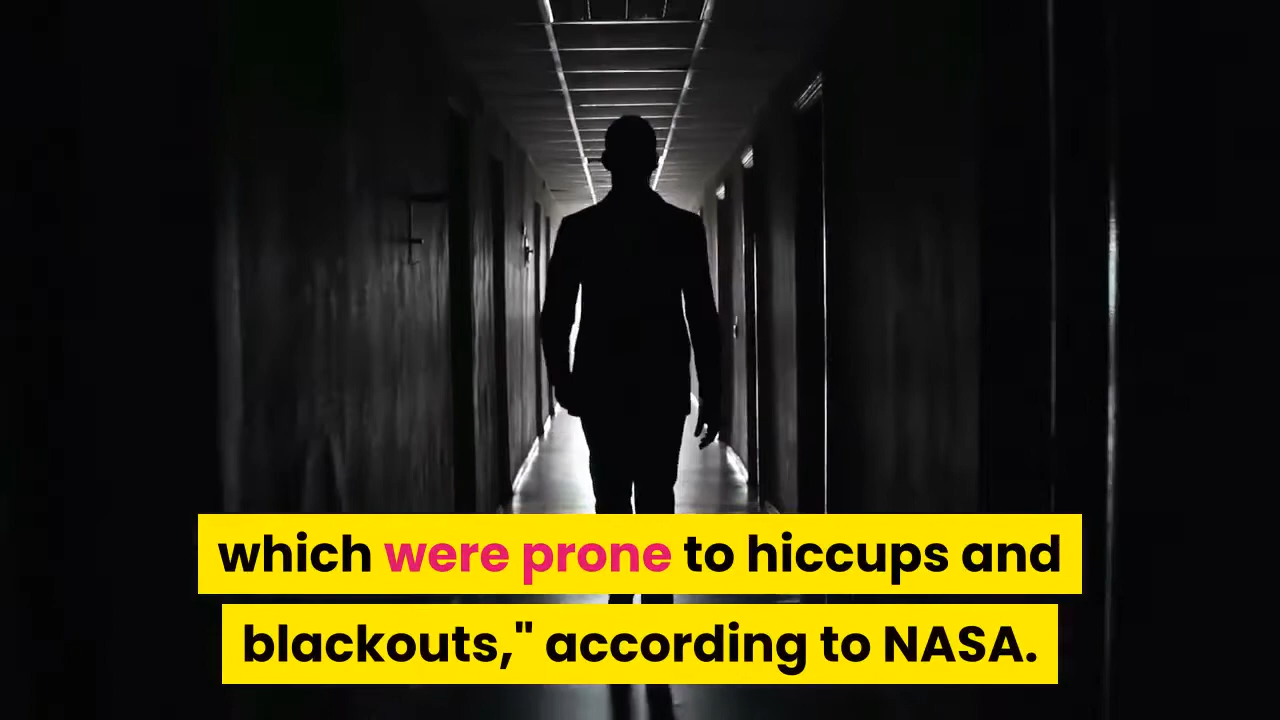 which were prone to hiccups and
blackouts," according to NASA.